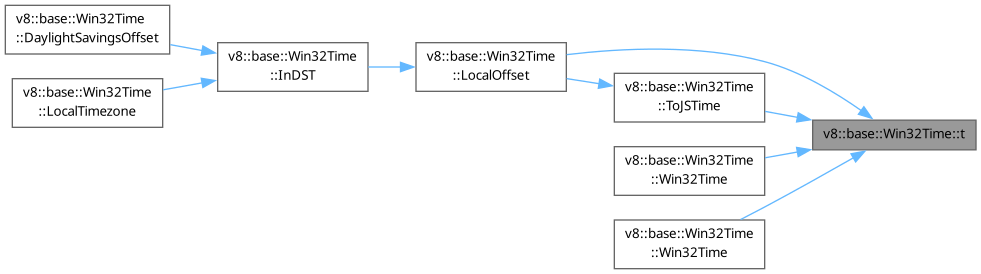 v8::base::Win32Time
::DaylightSavingsOffset
v8::base::Win32Time
::LocalTimezone
v8::base::Win32Time
::InDST
v8::base::Win32Time
::LocalOffset
v8::base::Win32Time
::ToJSTime
v8::base::Win32Time
::Win32Time
v8::base::Win32Time
::Win32Time
v8::base::Win32Time::t